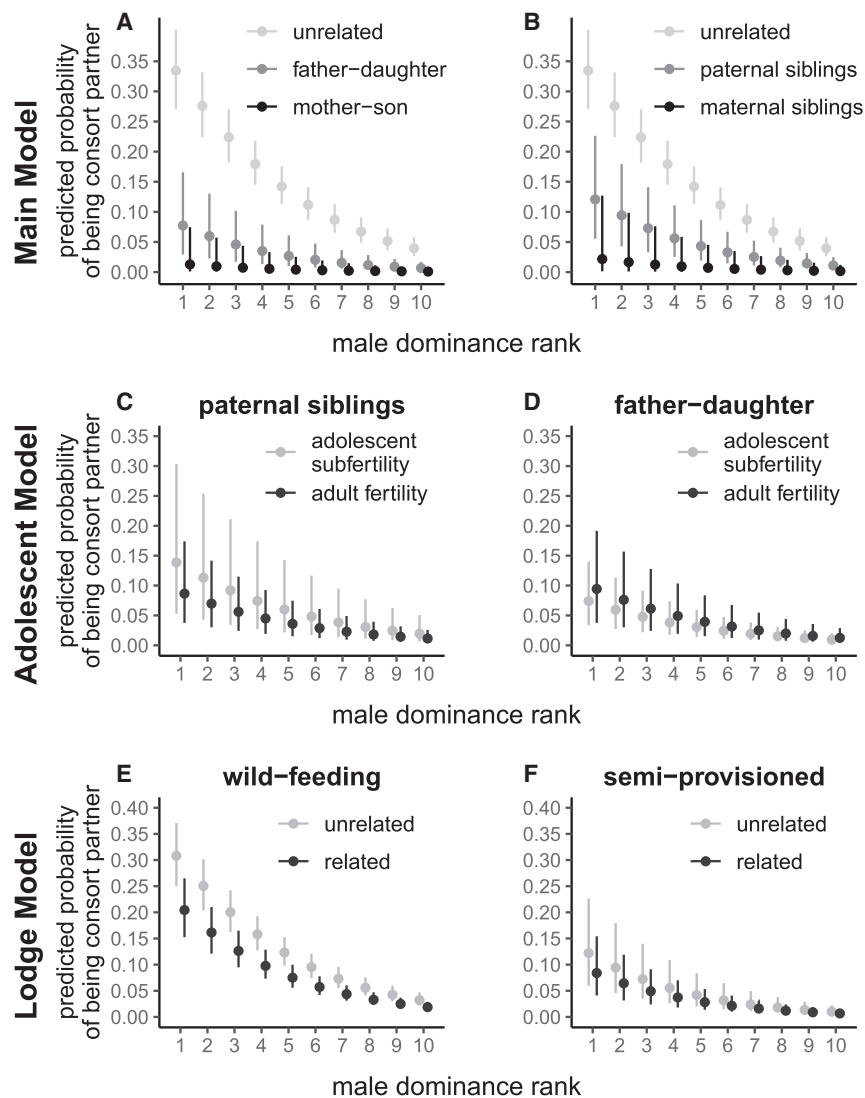 Main Model
predicted probability
of being consort partner
A
unrelated
father−daughter
mother−son
0.35
0.30
0.25
0.20
0.15
0.10
0.05
0.00
1 2 3 4 5 6 7 8 9 10
B
unrelated
paternal siblings
maternal siblings
0.35
0.30
0.25
0.20
0.15
0.10
0.05
0.00
1 2 3 4 5 6 7 8 9 10
male dominance rank
Adolescent Model
predicted probability
of being consort partner
C
paternal siblings
adolescent
subfertility
adult fertility
0.35
0.30
0.25
0.20
0.15
0.10
0.05
0.00
1 2 3 4 5 6 7 8 9 10
D
father−daughter
adolescent
subfertility
adult fertility
0.35
0.30
0.25
0.20
0.15
0.10
0.05
0.00
1 2 3 4 5 6 7 8 9 10
male dominance rank
Lodge Model
predicted probability
of being consort partner
E
wild−feeding
unrelated
related
0.40
0.35
0.30
0.25
0.20
0.15
0.10
0.05
0.00
1 2 3 4 5 6 7 8 9 10
F
semi−provisioned
unrelated
related
0.40
0.35
0.30
0.25
0.20
0.15
0.10
0.05
0.00
1 2 3 4 5 6 7 8 9 10
male dominance rank